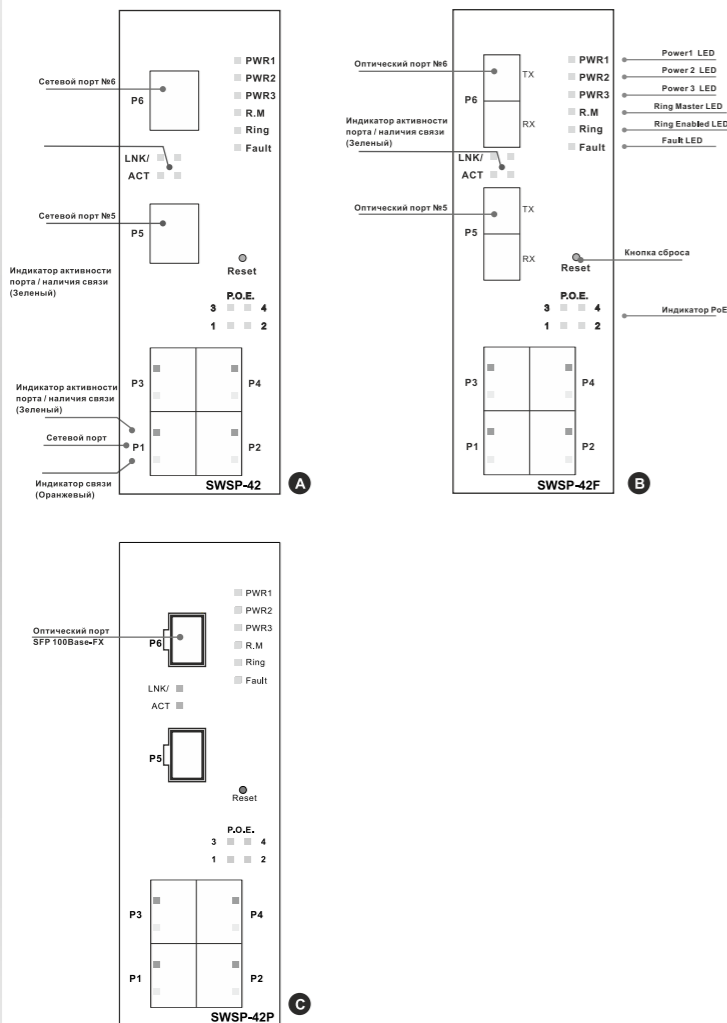 Сетевой порт №6
P6
PWR1
PWR2
PWR3
R.M
Ring
Fault
LNK/
ACT
Сетевой порт №5
P5
Reset
Индикатор активности
порта / наличия связи
(Зеленый)
P.O.E.
3 4
1 2
P3 P4
Индикатор активности
порта / наличия связи
(Зеленый)
Сетевой порт
P1 P2
Индикатор связи
(Оранжевый)
SWSP-42
A
Оптический порт №6
TX
P6
RX
PWR1
PWR2
PWR3
R.M
Ring
Fault
Power1 LED
Power 2 LED
Power 3 LED
Ring Master LED
Ring Enabled LED
Fault LED
Индикатор активности
порта / наличия связи
(Зеленый)
LNK/
ACT
Оптический порт №5
TX
P5
RX
Кнопка сброса
Reset
P.O.E.
3 4
1 2
Индикатор PoE
P3 P4
P1 P2
SWSP-42F
B
Оптический порт
SFP 100Base-FX
P6
PWR1
PWR2
PWR3
R.M
Ring
Fault
LNK/
ACT
P5
Reset
P.O.E.
3 4
1 2
P3 P4
P1 P2
SWSP-42P
C